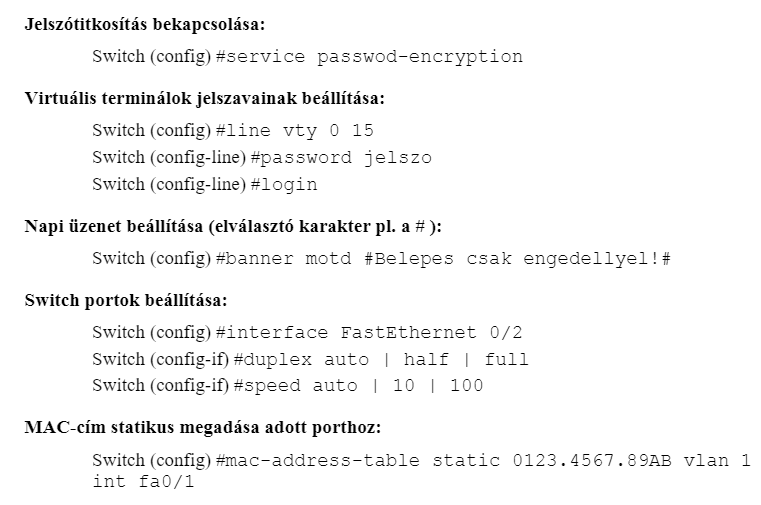 Jelszótitkosítás bekapcsolása:
Switch (config) #service passwod-encryption
Virtuális terminálok jelszavainak beállítása:
Switch (config) #line vty 0 15
Switch (config-line) #password jelszo
Switch (config-line) #login
Napi üzenet beállítása (elválasztó karakter pl. a # ):
Switch (config) #banner motd #Belepes csak engedellyel!#
Switch portok beállítása:
Switch (config) #interface FastEthernet 0/2
Switch (config-if) #duplex auto | half | full
Switch (config-if) #speed auto | 10 | 100
MAC-cím statikus megadása adott porthoz:
Switch (config) #mac-address-table static 0123.4567.89AB vlan 1
int fa0/1